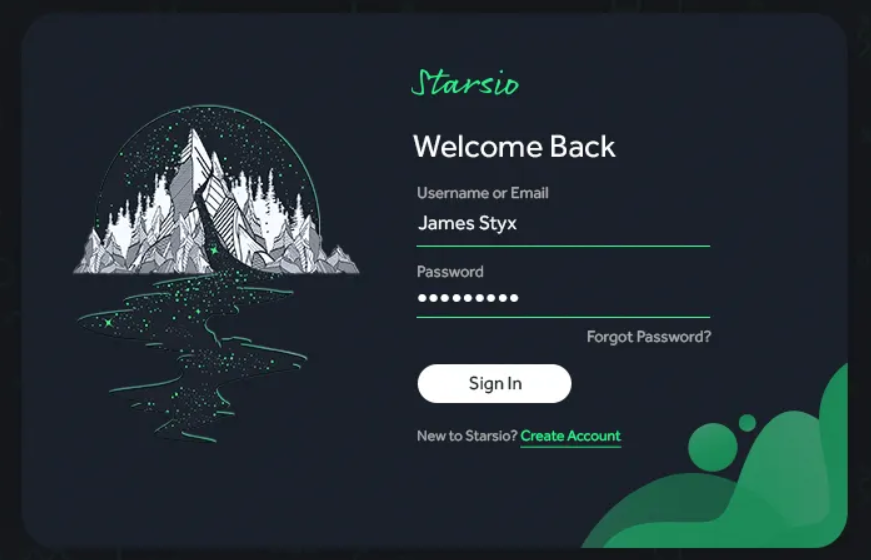 Starsio
Welcome Back
Username or Email
James Styx
Password
●●●●●●●●●
Forgot Password?
Sign In
New to Starsio? Create Account